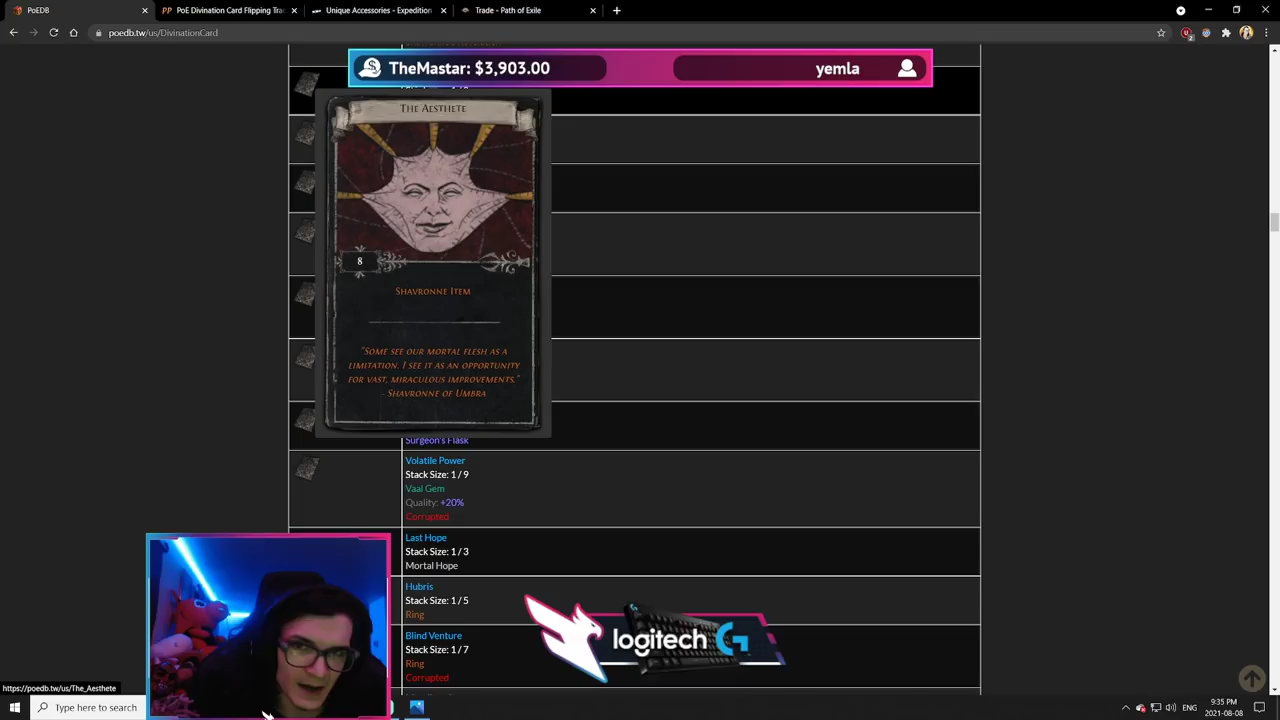 PoEDB
PoE Divination Card Flipping Trac
Unique Accessories - Expedition
Trade - Path of Exile
poedb.tw/us/DivinationCard
TheMastar: $3,903.00
yemla
The Aesthete
8
Shavronne Item
"Some see our mortal flesh as a
limitation. I see it as an opportunity
for vast, miraculous improvements."
- Shavronne of Umbra
Surgeon's Flask
Volatile Power
Stack Size: 1 / 9
Vaal Gem
Quality: +20%
Corrupted
Last Hope
Stack Size: 1 / 3
Mortal Hope
Hubris
Stack Size: 1 / 5
Ring
Blind Venture
Stack Size: 1 / 7
Ring
Corrupted
logitech G
https://poedb.tw/us/The_Aesthete
Type here to search
ENG
9:35 PM
2021-08-08